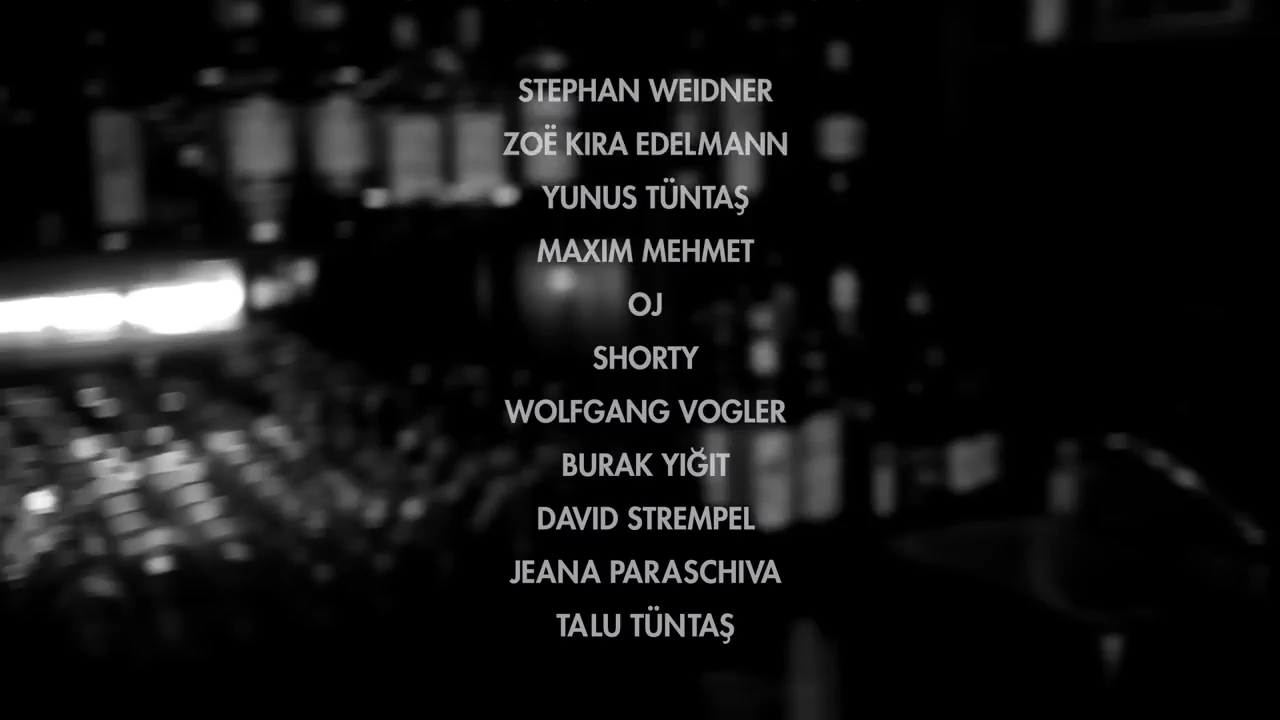 STEPHAN WEIDNER
ZOË KIRA EDELMANN
YUNUS TÜNTAŞ
MAXIM MEHMET
OJ
SHORTY
WOLFGANG VOGLER
BURAK YIĞIT
DAVID STREMPEL
JEANA PARASCHIVA
TALU TÜNTAŞ